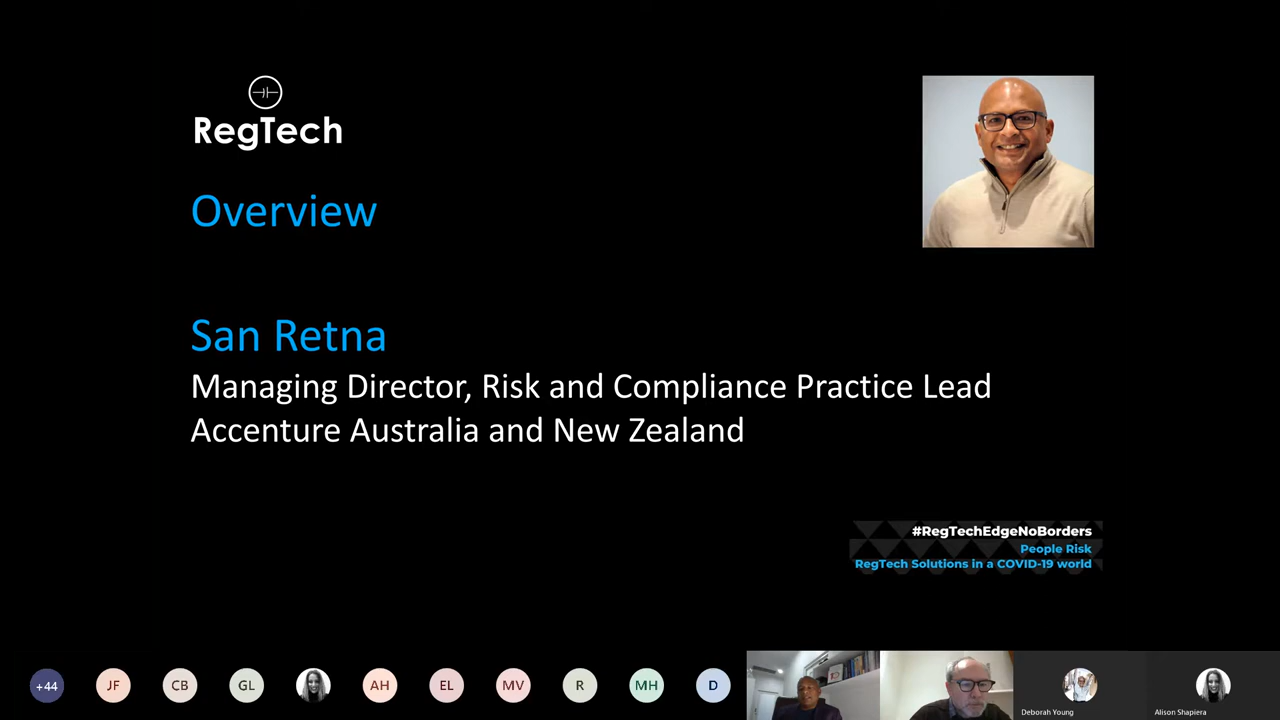 RegTech
Overview
San Retna
Managing Director, Risk and Compliance Practice Lead
Accenture Australia and New Zealand
#RegTechEdgeNoBorders
People Risk
RegTech Solutions in a COVID-19 world
+44
JF
CB
GL
AH
EL
MV
R
MH
D
Deborah Young
Alison Shapiera